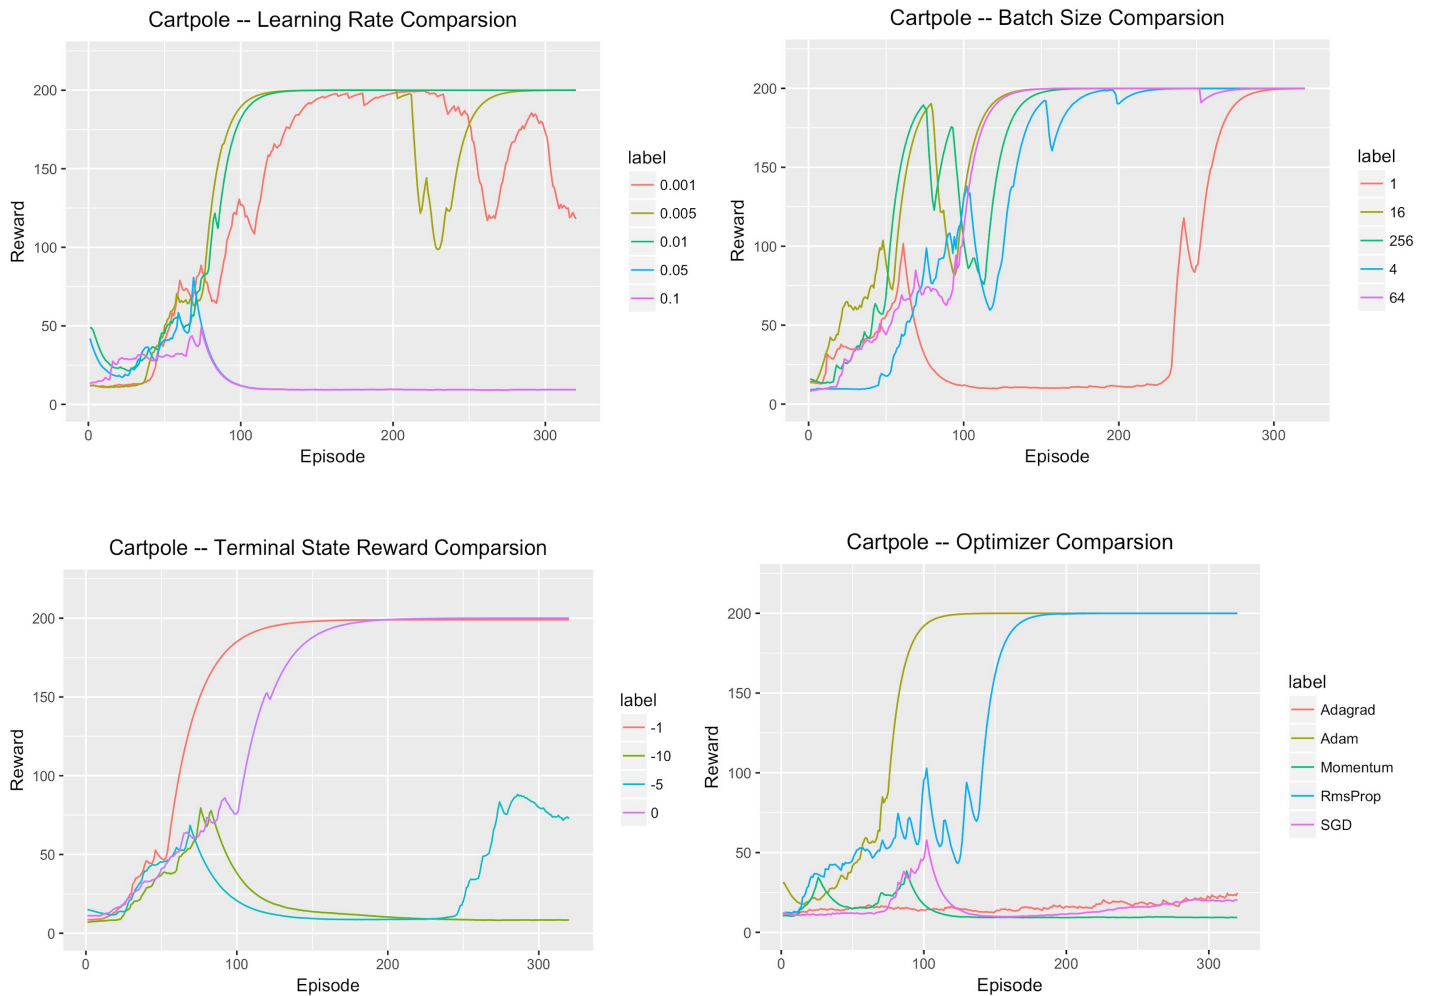 Cartpole -- Learning Rate Comparsion
Reward
200
150
100
50
0
0 100 200 300
Episode
label
0.001
0.005
0.01
0.05
0.1
Cartpole -- Batch Size Comparsion
Reward
200
150
100
50
0
0 100 200 300
Episode
label
1
16
256
4
64
Cartpole -- Terminal State Reward Comparsion
Reward
200
150
100
50
0
0 100 200 300
Episode
label
-1
-10
-5
0
Cartpole -- Optimizer Comparsion
Reward
200
150
100
50
0
0 100 200 300
Episode
label
Adagrad
Adam
Momentum
RmsProp
SGD